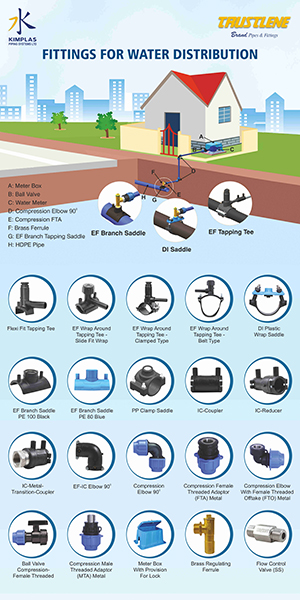 KIMPLAS
PIPING SYSTEMS LTD
TRUSTLENE
Brand Pipes & Fittings
FITTINGS FOR WATER DISTRIBUTION
A: Meter Box
B: Ball Valve
C: Water Meter
D: Compression Elbow 90°
E: Compression FTA
F: Brass Ferrule
G: EF Branch Tapping Saddle
H: HDPE Pipe
EF Branch Saddle
DI Saddle
EF Tapping Tee
Flexi Fit Tapping Tee
EF Wrap Around
Tapping Tee -
Slide Fit Wrap
EF Wrap Around
Tapping Tee -
Clamped Type
EF Wrap Around
Tapping Tee -
Belt Type
DI Plastic
Wrap Saddle
EF Branch Saddle
PE 100 Black
EF Branch Saddle
PE 80 Blue
PP Clamp Saddle
IC-Coupler
IC-Reducer
IC-Metal-
Transition-Coupler
EF-IC Elbow 90°
Compression
Elbow 90°
Compression Female
Threaded Adaptor
(FTA) Metal
Compression Elbow
With Female Threaded
Offtake (FTO) Metal
Ball Valve
Compression-
Female Threaded
Compression Male
Threaded Adaptor
(MTA) Metal
Meter Box
With Provision
For Lock
Brass Regulating
Ferrule
Flow Control
Valve (SS)